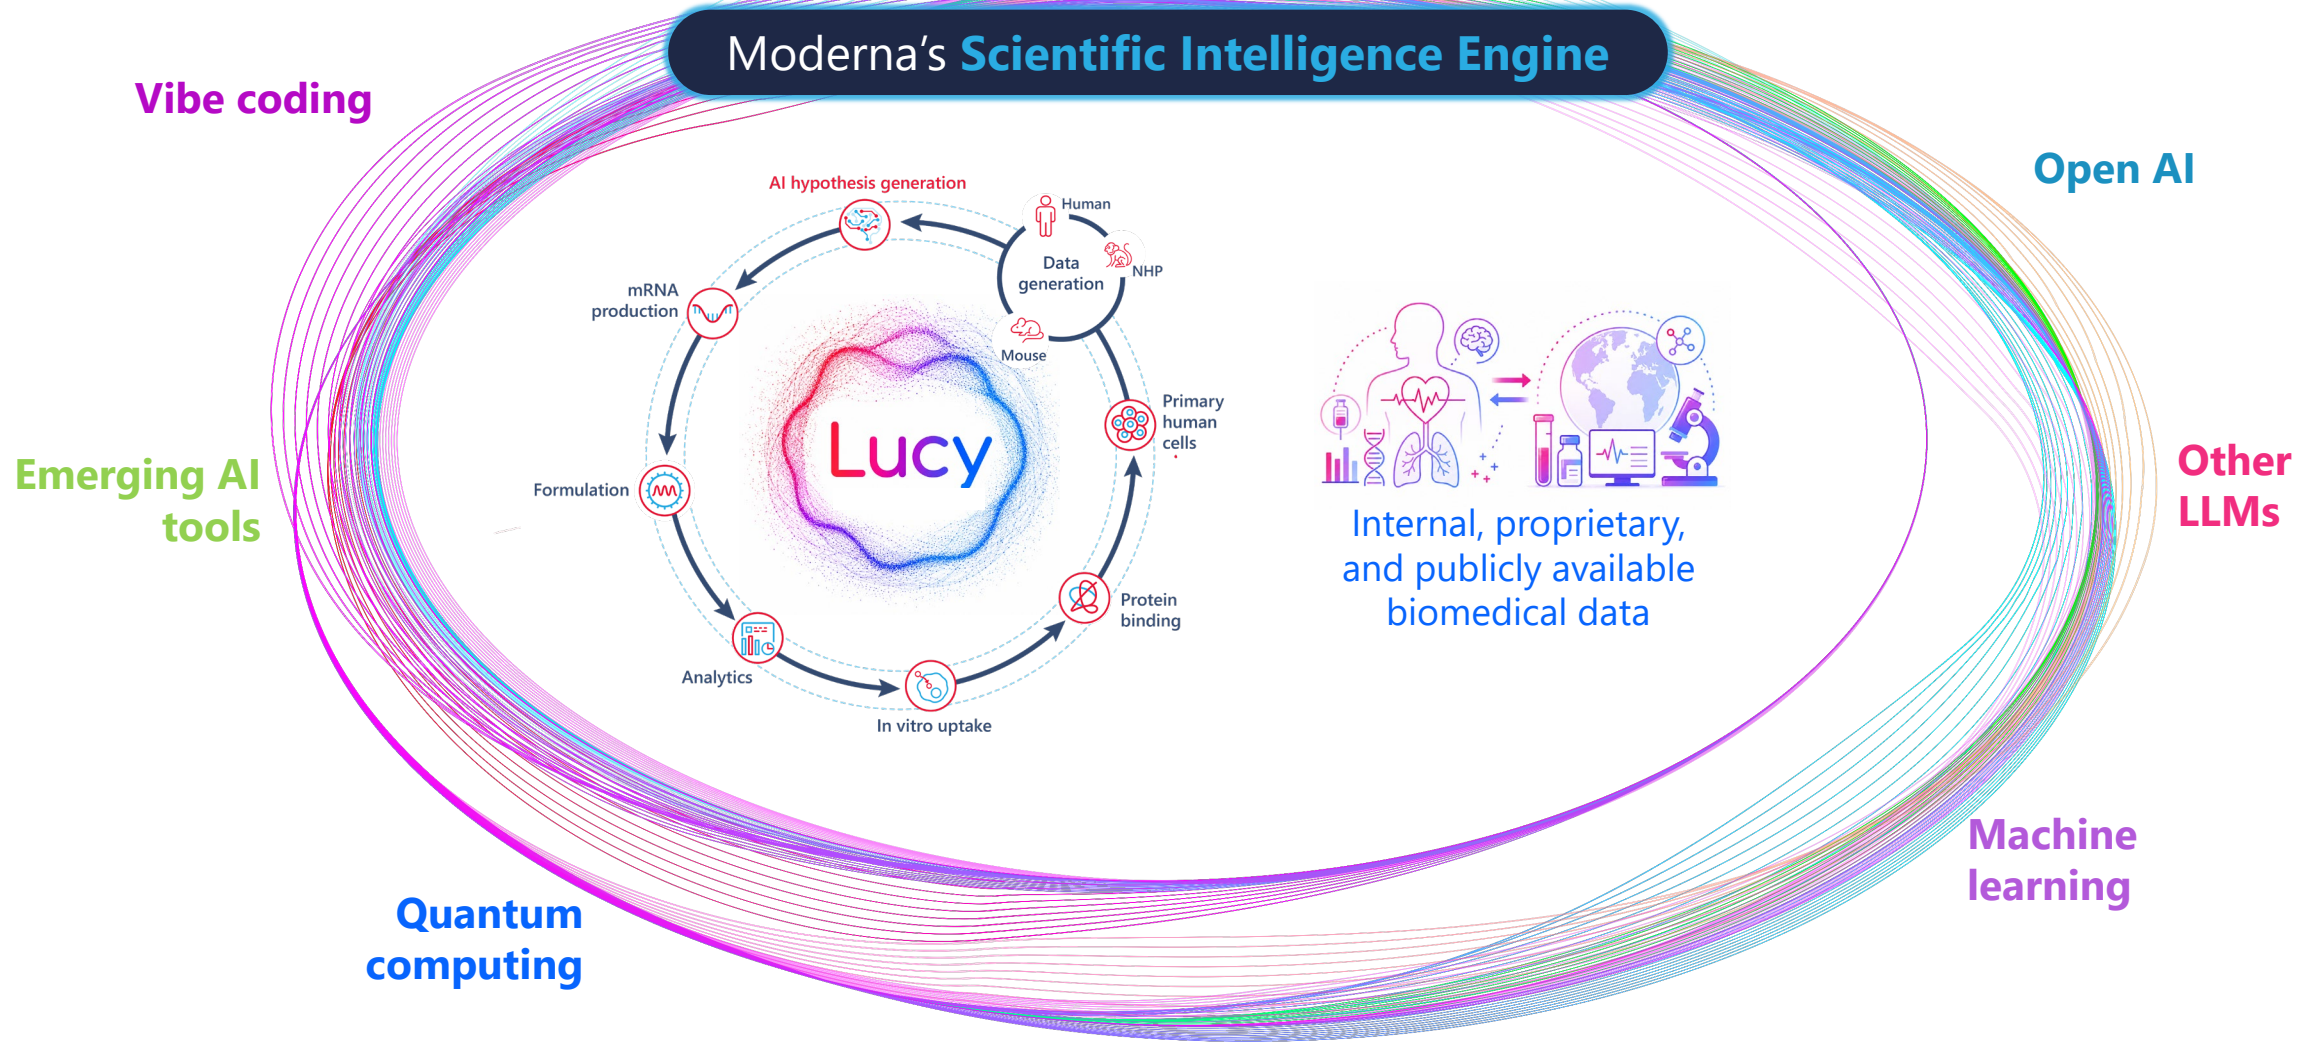 Moderna’s Scientific Intelligence Engine
Vibe coding
Open AI
Emerging AI
tools
Other
LLMs
Quantum
computing
Machine
learning
AI hypothesis generation
Human
NHP
Data
generation
Mouse
mRNA
production
Formulation
Analytics
In vitro uptake
Protein
binding
Primary
human
cells
Lucy
Internal, proprietary,
and publicly available
biomedical data